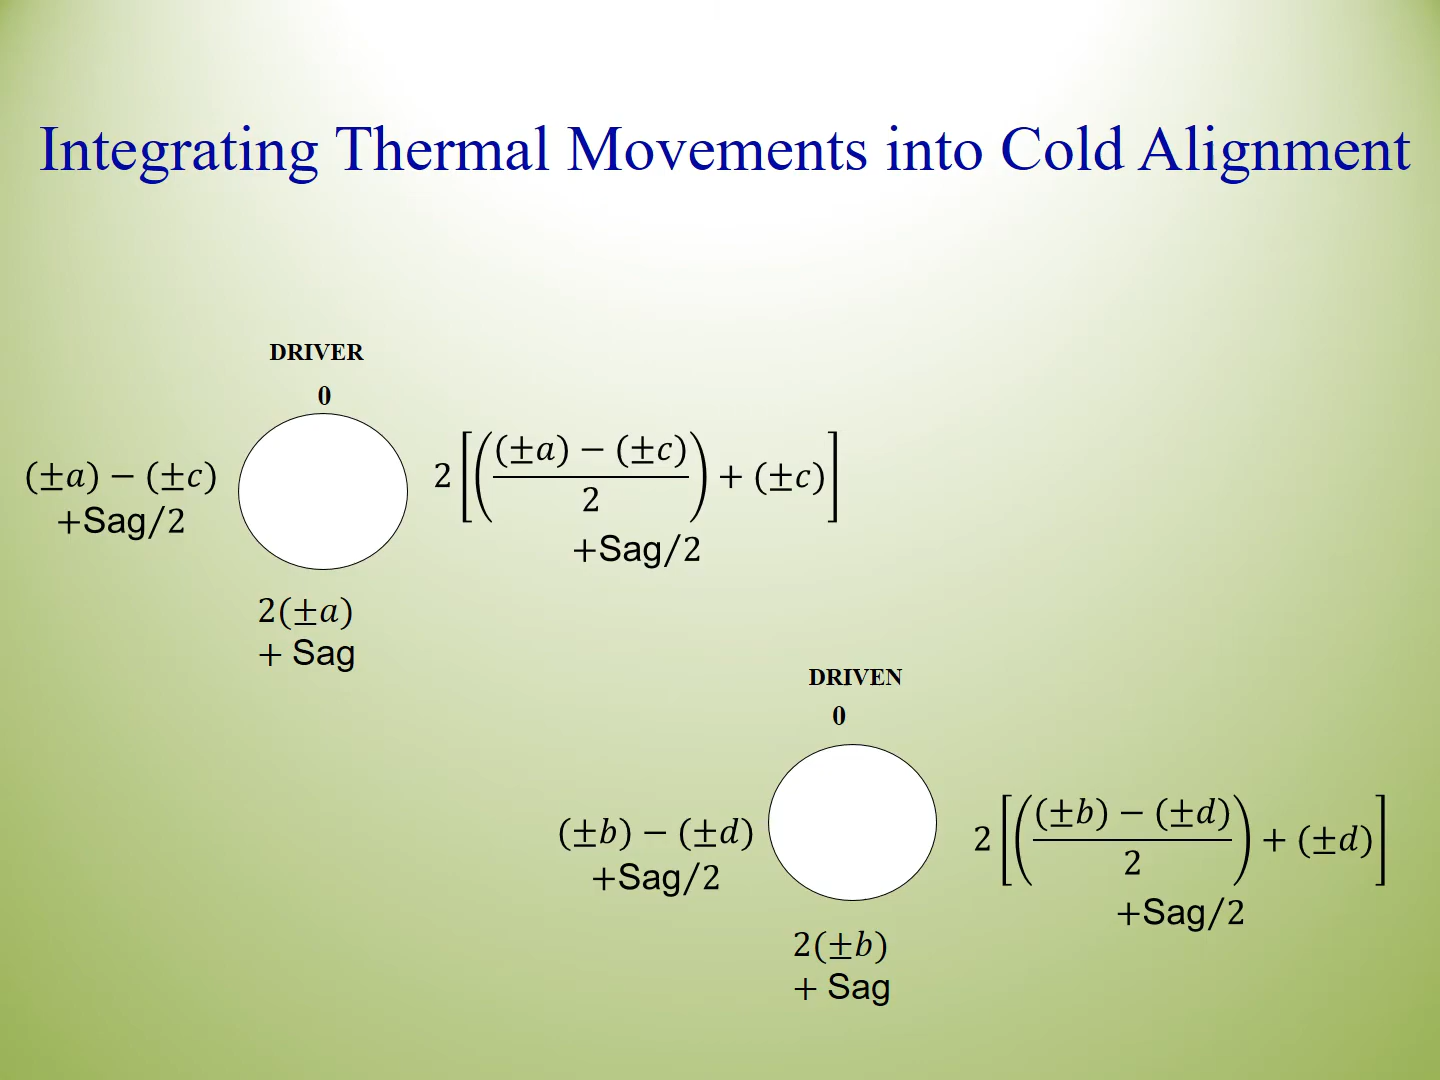 Integrating Thermal Movements into Cold Alignment
DRIVER
0
(±a) − (±c)
+Sag/2
2[(((±a) − (±c))/2) + (±c)]
+Sag/2
2(±a)
+ Sag
DRIVEN
0
(±b) − (±d)
+Sag/2
2[(((±b) − (±d))/2) + (±d)]
+Sag/2
2(±b)
+ Sag